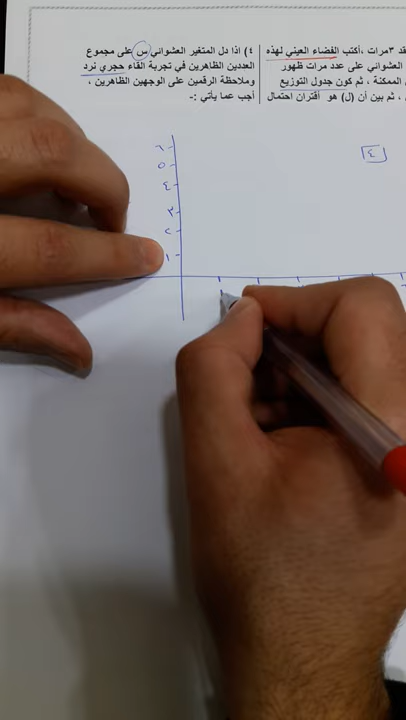 ٤) اذا دل المتغير العشوائي س على مجموع
العددين الظاهرين في تجربة القاء حجري نرد
وملاحظة الرقمين على الوجهين الظاهرين ،
أجب عما يأتي :-
قد ٣مرات ،أكتب الفضاء العيني لهذه
العشوائي على عدد مرات ظهور
الممكنة ، ثم كون جدول التوزيع
، ثم بين أن (ل) هو أقتران احتمال
٤
٦
٥
٤
٣
٢
١